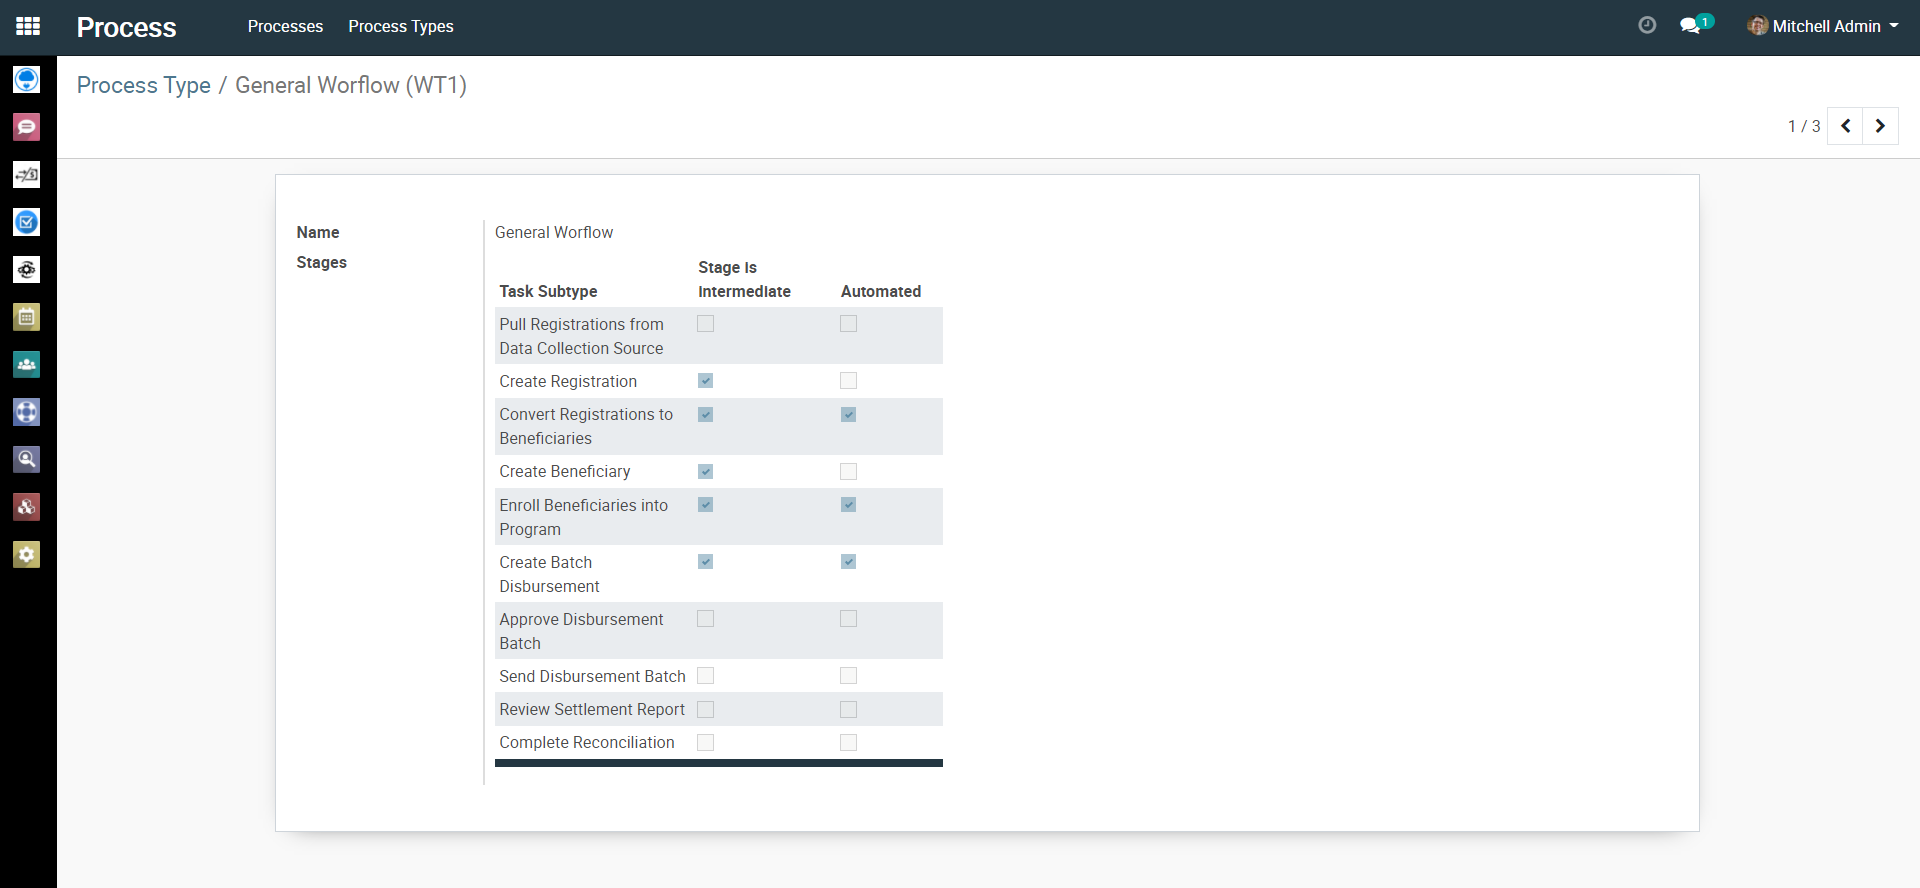 Process
Processes
Process Types
1
Mitchell Admin
Process Type / General Worflow (WT1)
1 / 3
Name
General Worflow
Stages
Task Subtype
Stage Is
Intermediate
Automated
Pull Registrations from
Data Collection Source
Create Registration
Convert Registrations to
Beneficiaries
Create Beneficiary
Enroll Beneficiaries into
Program
Create Batch
Disbursement
Approve Disbursement
Batch
Send Disbursement Batch
Review Settlement Report
Complete Reconciliation